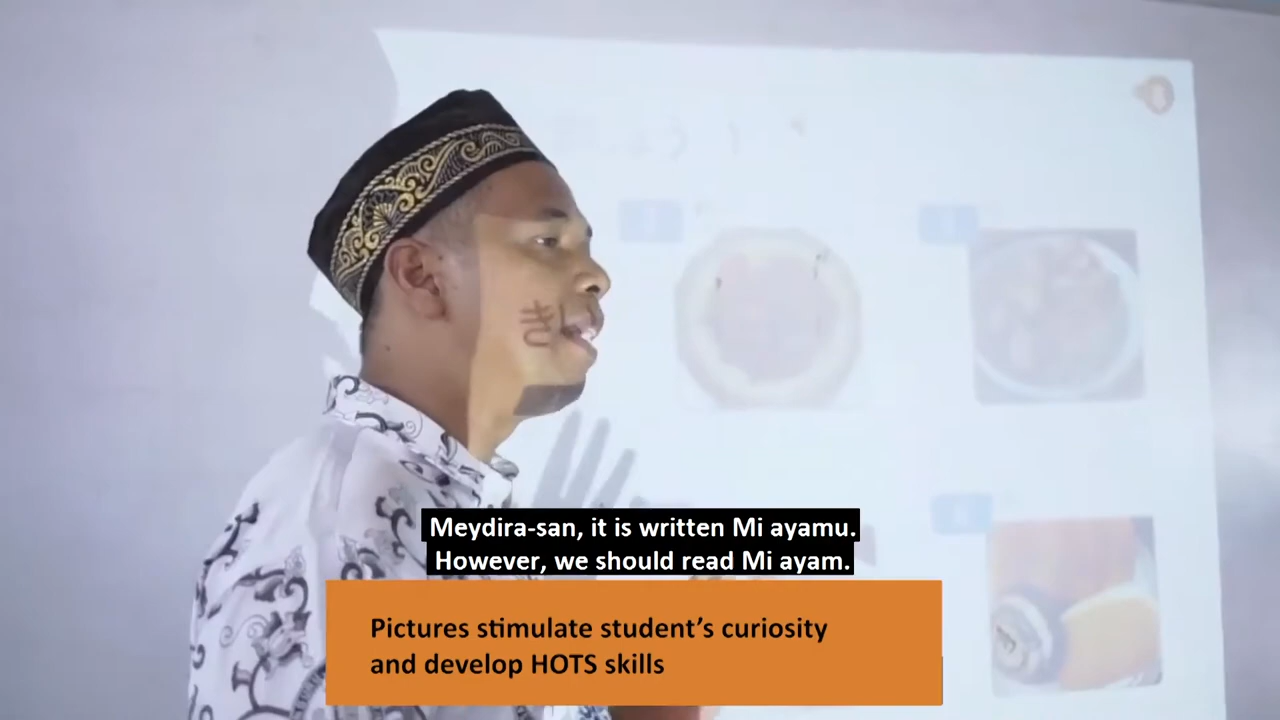 き
Meydira-san, it is written Mi ayamu.
However, we should read Mi ayam.
Pictures stimulate student's curiosity
and develop HOTS skills